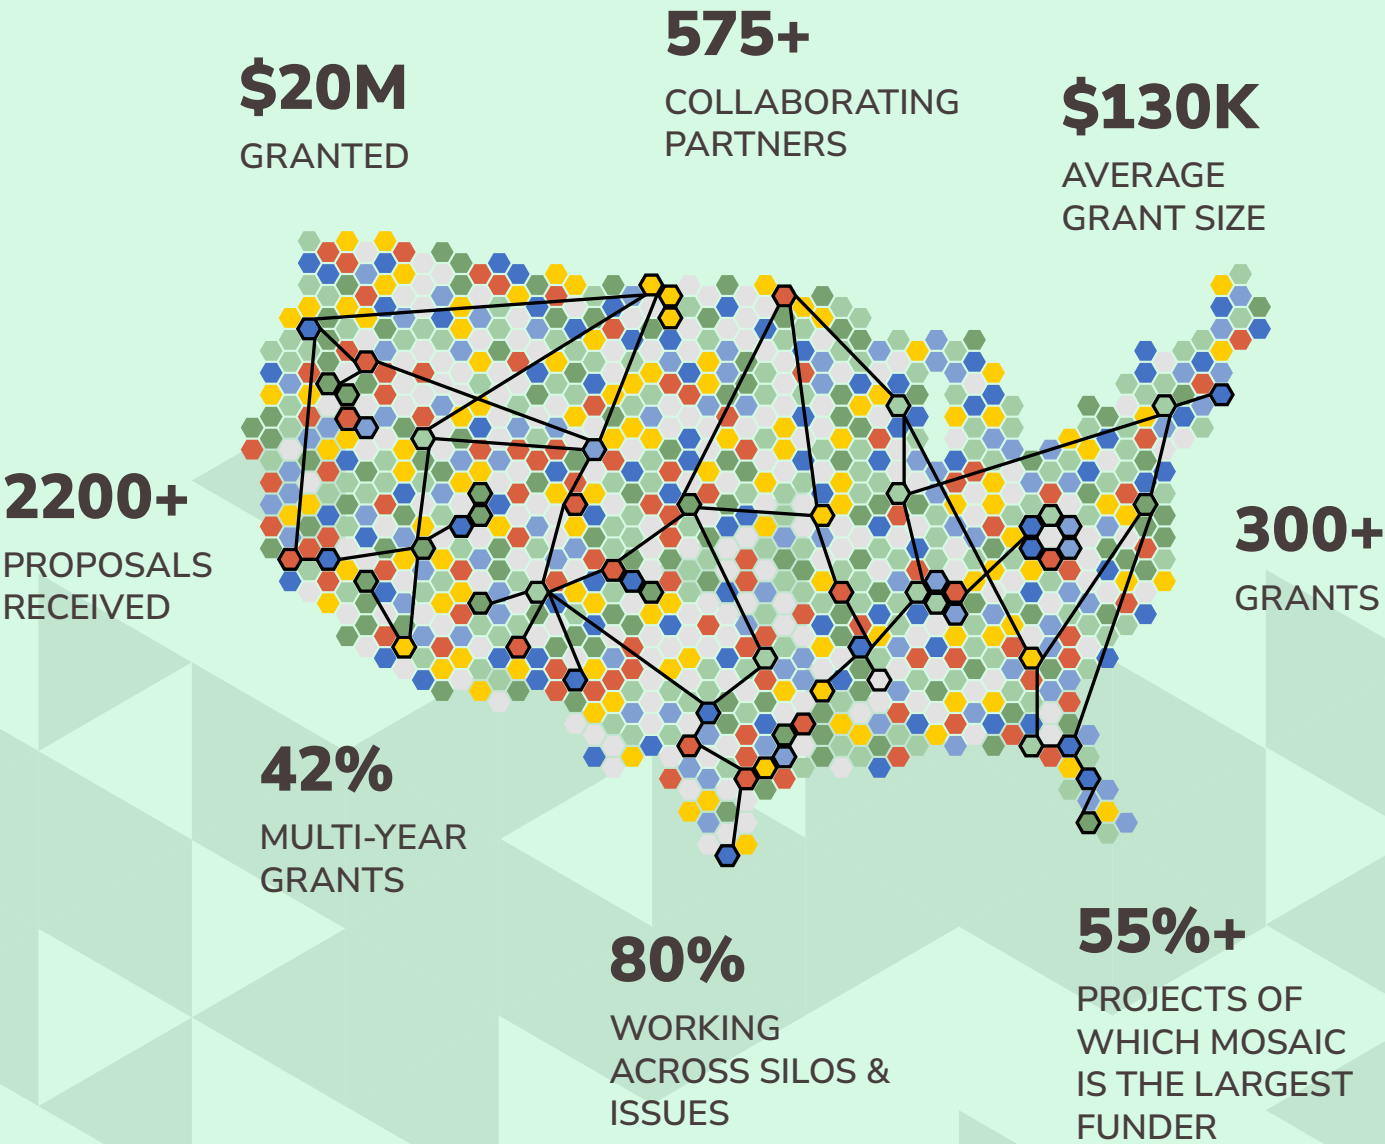 575+
COLLABORATING
PARTNERS
$20M
GRANTED
$130K
AVERAGE
GRANT SIZE
2200+
PROPOSALS
RECEIVED
300+
GRANTS
42%
MULTI-YEAR
GRANTS
80%
WORKING
ACROSS SILOS &
ISSUES
55%+
PROJECTS OF
WHICH MOSAIC
IS THE LARGEST
FUNDER